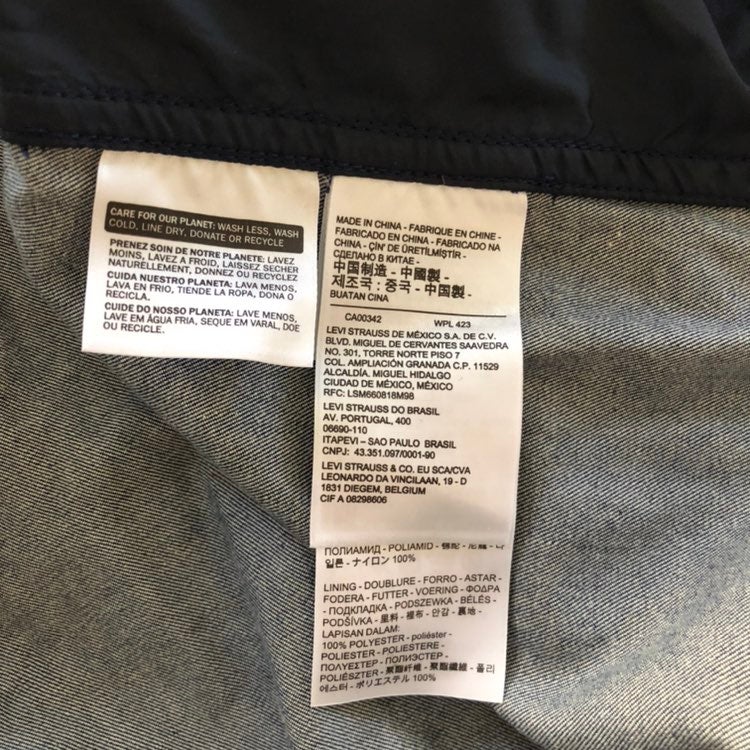 CARE FOR OUR PLANET: WASH LESS, WASH
COLD, LINE DRY, DONATE OR RECYCLE
PRENEZ SOIN DE NOTRE PLANETE: LAVEZ
MOINS, LAVEZ A FROID, LAISSEZ SECHER
NATURELLEMENT, DONNEZ OU RECYCLEZ
CUIDA NUESTRO PLANETA: LAVA MENOS,
LAVA EN FRIO, TIENDE LA ROPA, DONA O
RECICLA.
CUIDE DO NOSSO PLANETA: LAVE MENOS,
LAVE EM ÁGUA FRIA, SEQUE EM VARAL, DOE
OU RECICLE.
MADE IN CHINA - FABRIQUE EN CHINE -
FABRICADO EN CHINA - FABRICADO NA
CHINA - ÇİN' DE ÜRETİLMİŞTİR -
СДЕЛАНО В КИТАЕ -
中国制造 - 中國製 -
제조국 : 중국 - 中国製 -
BUATAN CINA
CA00342 WPL 423
LEVI STRAUSS DE MÉXICO S.A. DE C.V.
BLVD. MIGUEL DE CERVANTES SAAVEDRA
NO. 301, TORRE NORTE PISO 7
COL. AMPLIACIÓN GRANADA C.P. 11529
ALCALDÍA. MIGUEL HIDALGO
CIUDAD DE MÉXICO, MÉXICO
RFC: LSM660818M98
LEVI STRAUSS DO BRASIL
AV. PORTUGAL, 400
06690-110
ITAPEVI – SAO PAULO BRASIL
CNPJ: 43.351.097/0001-90
LEVI STRAUSS & CO. EU SCA/CVA
LEONARDO DA VINCILAAN, 19 - D
1831 DIEGEM, BELGIUM
CIF A 08298606
ПОЛИАМИД - POLIAMID -
일론 - ナイロン 100%
LINING - DOUBLURE - FORRO - ASTAR -
FODERA - FUTTER - VOERING - ΦΟΔΡΑ
- ПОДКЛАДКА - PODSZEWKA - BÉLÉS -
PODŠÍVKA - 里料 - 裡布 - 안감 - 裏地 -
LAPISAN DALAM:
100% POLYESTER - poliéster -
POLIESTER - POLIESTERE -
ΠΟΛΥΕΣΤΕΡ - ПОЛИЭСТЕР -
POLIÉSZTER - 聚酯纤维 - 聚酯纖維 - 폴리
에스터 - ポリエステル 100%